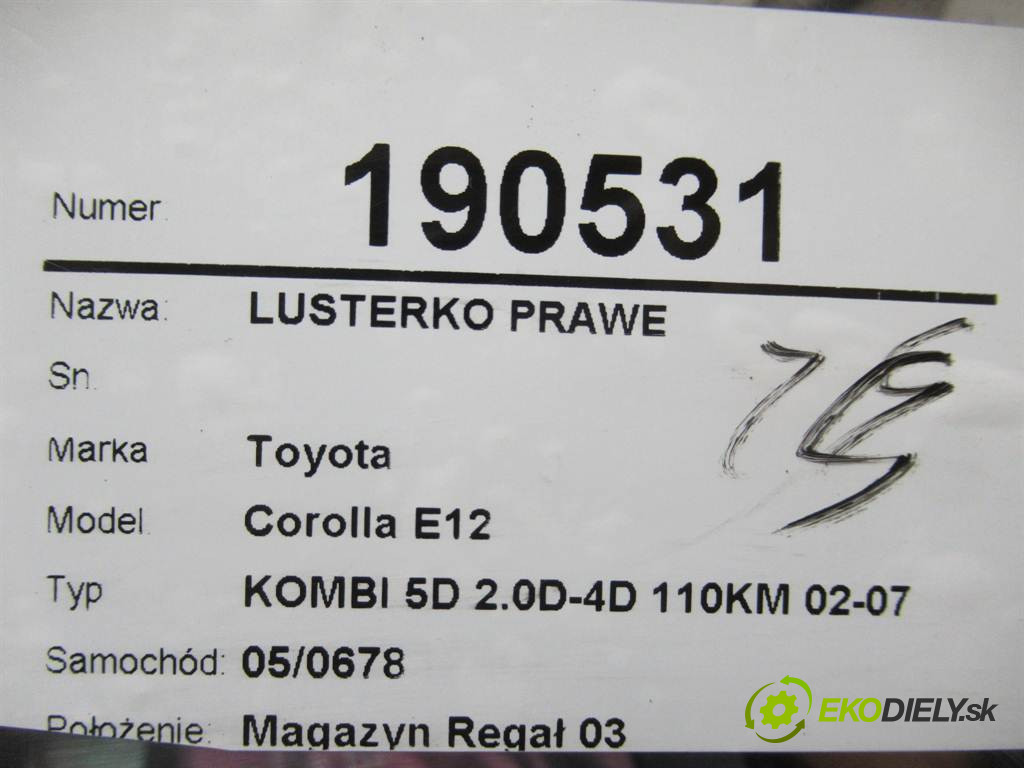 Numer: 190531
Nazwa: LUSTERKO PRAWE
Sn.
Marka Toyota
Model Corolla E12
Typ KOMBI 5D 2.0D-4D 110KM 02-07
Samochód: 05/0678
Położenie: Magazyn Regał 03
EKODIELY.sk